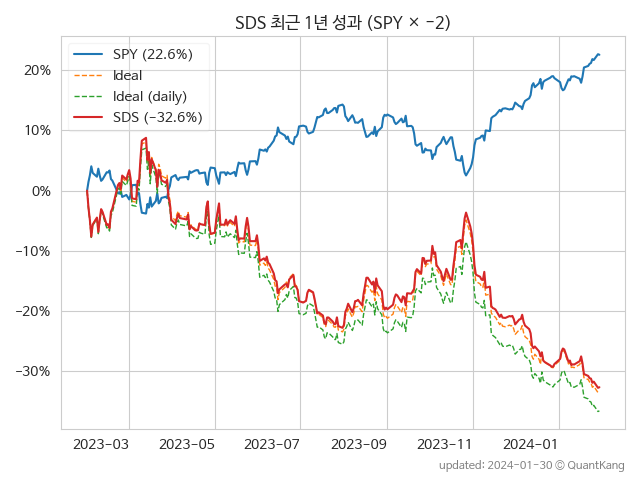 SDS 최근 1년 성과 (SPY × -2)
SPY (22.6%)
Ideal
Ideal (daily)
SDS (−32.6%)
20%
10%
0%
−10%
−20%
−30%
2023-03
2023-05
2023-07
2023-09
2023-11
2024-01
updated: 2024-01-30 © QuantKang